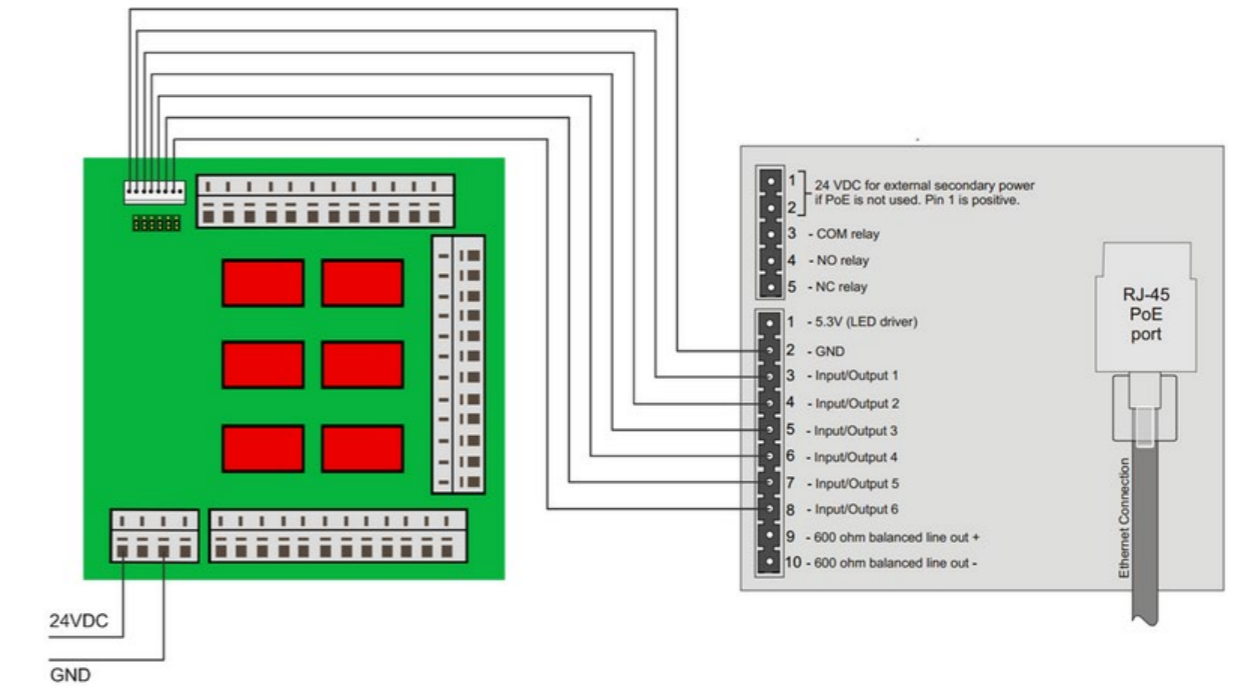 1
24 VDC for external secondary power
2
if PoE is not used. Pin 1 is positive.
3 - COM relay
4 - NO relay
5 - NC relay
1 - 5.3V (LED driver)
2 - GND
3 - Input/Output 1
4 - Input/Output 2
5 - Input/Output 3
6 - Input/Output 4
7 - Input/Output 5
8 - Input/Output 6
9 - 600 ohm balanced line out +
10 - 600 ohm balanced line out -
RJ-45
PoE
port
Ethernet Connection
24VDC
GND